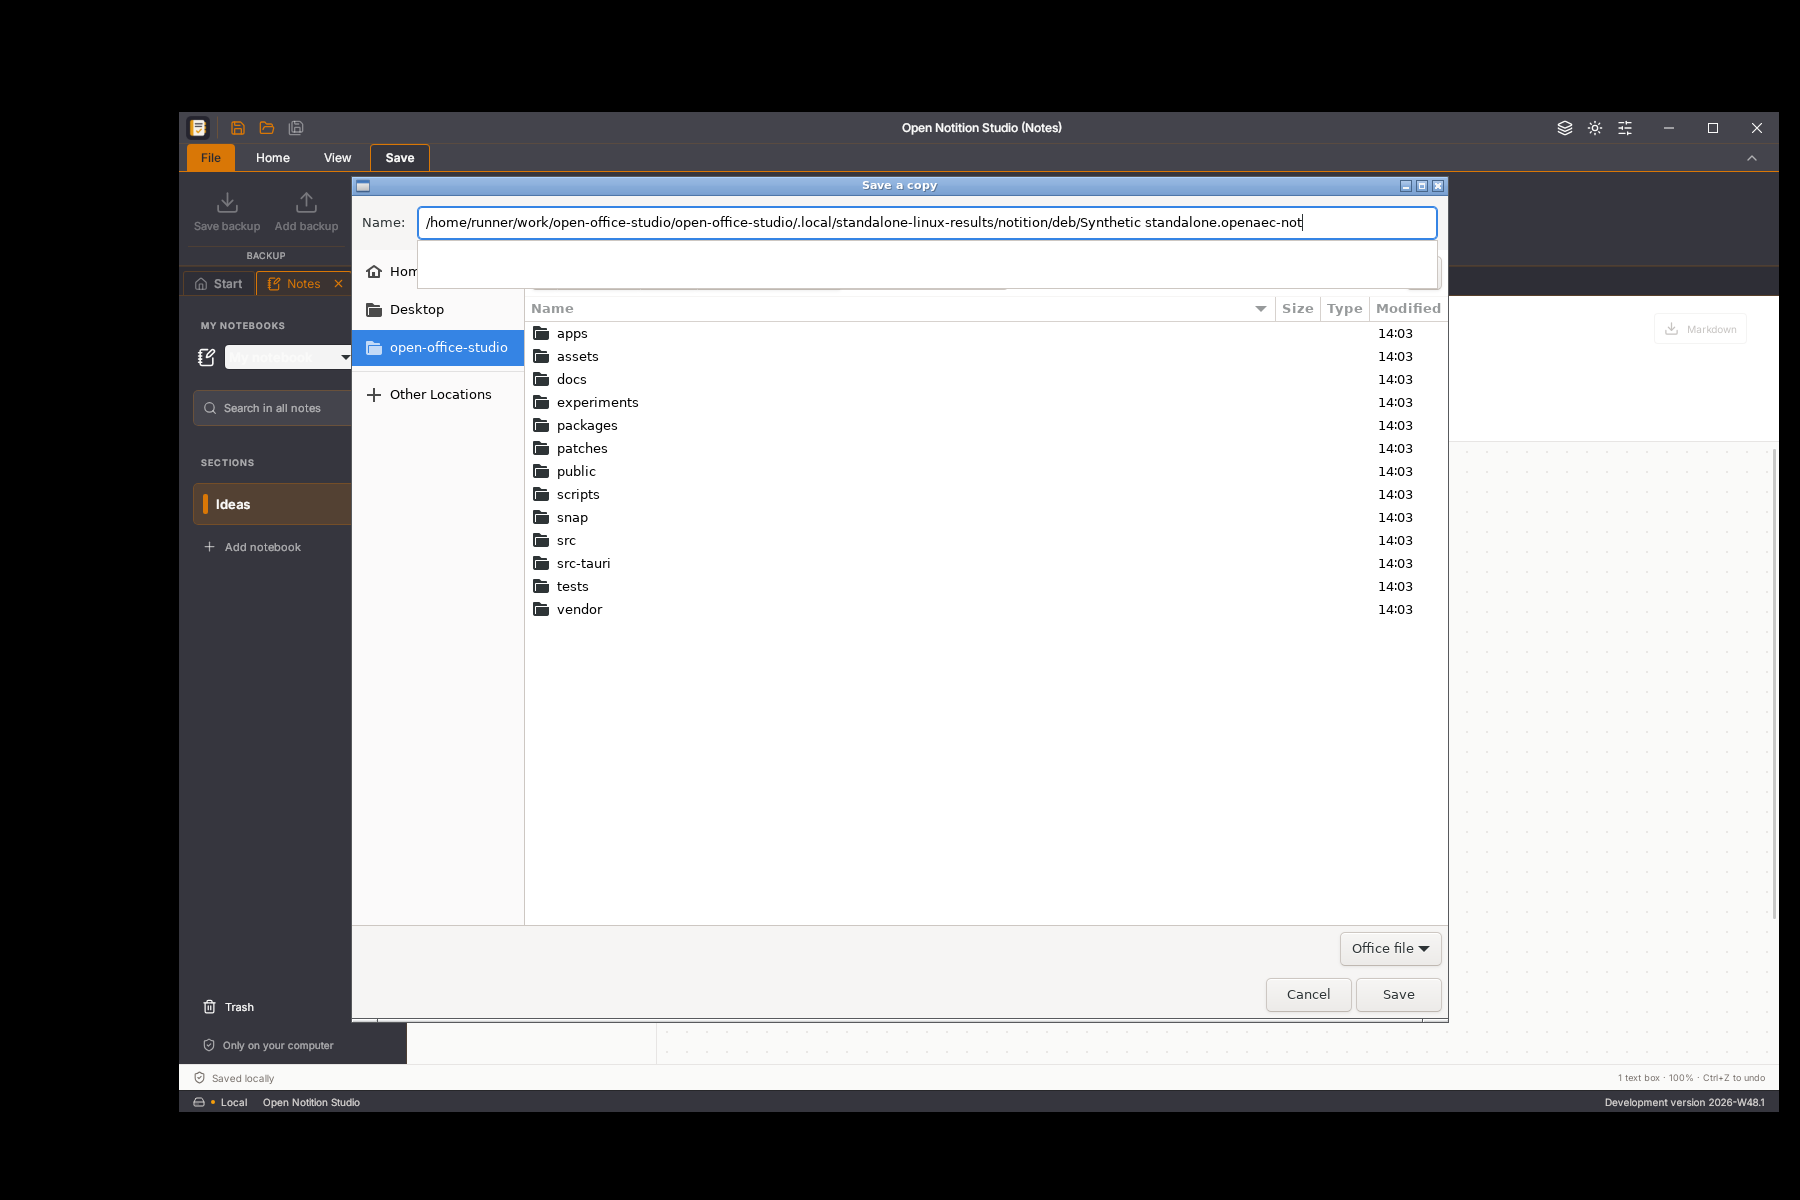 Open Notition Studio (Notes)
File Home View Save
Save backup Add backup
BACKUP
Start Notes
MY NOTEBOOKS
My notebook
Search in all notes
SECTIONS
Ideas
Add notebook
Trash
Only on your computer
Save a copy
Name: /home/runner/work/open-office-studio/open-office-studio/.local/standalone-linux-results/notition/deb/Synthetic standalone.openaec-not
Desktop
open-office-studio
Other Locations
Name Size Type Modified
apps 14:03
assets 14:03
docs 14:03
experiments 14:03
packages 14:03
patches 14:03
public 14:03
scripts 14:03
snap 14:03
src 14:03
src-tauri 14:03
tests 14:03
vendor 14:03
Office file
Cancel Save
Markdown
Saved locally
1 text box · 100% · Ctrl+Z to undo
Local Open Notition Studio
Development version 2026-W48.1